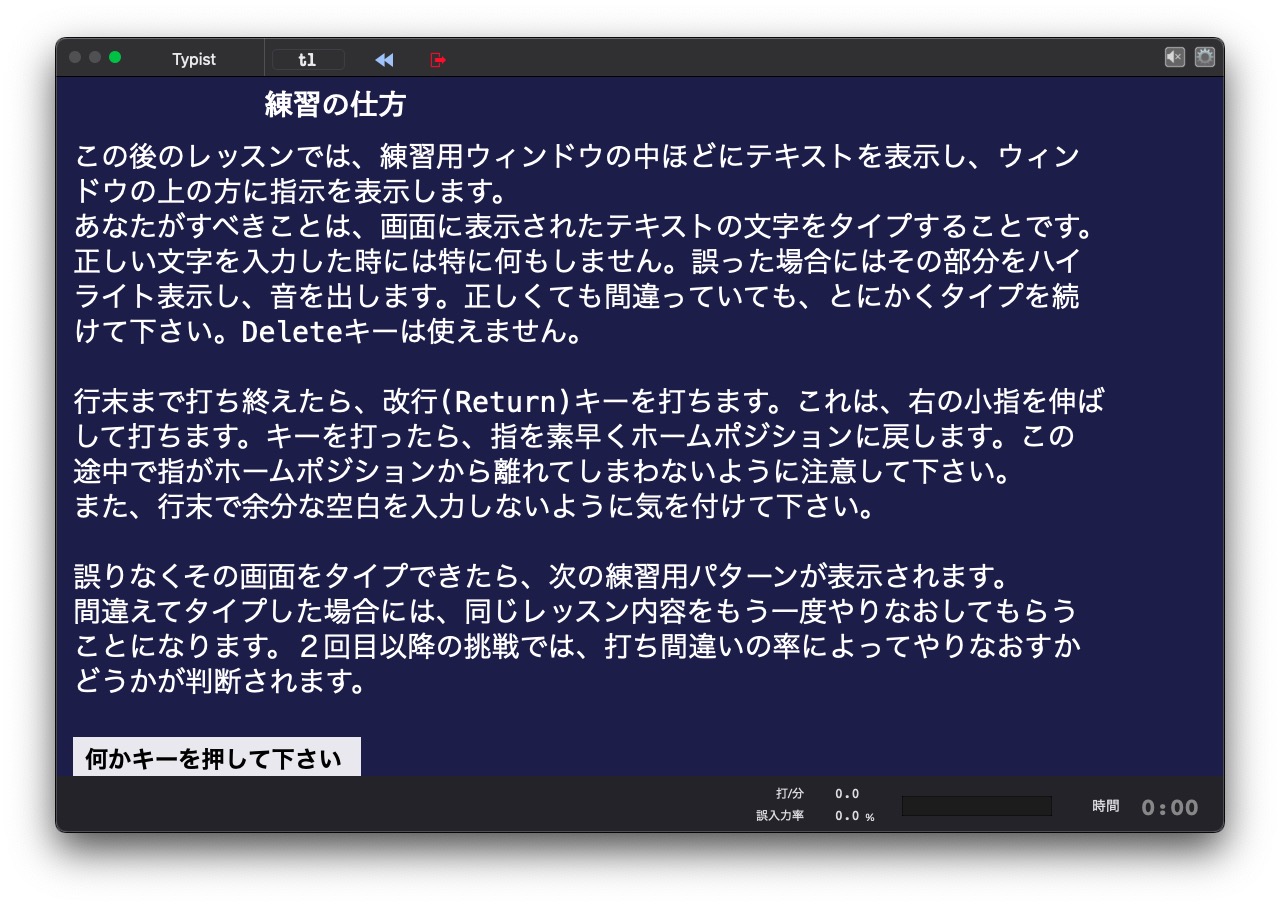 Typist
tl
練習の仕方
この後のレッスンでは、練習用ウィンドウの中ほどにテキストを表示し、ウィン
ドウの上の方に指示を表示します。
あなたがすべきことは、画面に表示されたテキストの文字をタイプすることです。
正しい文字を入力した時には特に何もしません。誤った場合にはその部分をハイ
ライト表示し、音を出します。正しくても間違っていても、とにかくタイプを続
けて下さい。Deleteキーは使えません。
行末まで打ち終えたら、改行(Return)キーを打ちます。これは、右の小指を伸ば
して打ちます。キーを打ったら、指を素早くホームポジションに戻します。この
途中で指がホームポジションから離れてしまわないように注意して下さい。
また、行末で余分な空白を入力しないように気を付けて下さい。
誤りなくその画面をタイプできたら、次の練習用パターンが表示されます。
間違えてタイプした場合には、同じレッスン内容をもう一度やりなおしてもらう
ことになります。２回目以降の挑戦では、打ち間違いの率によってやりなおすか
どうかが判断されます。
何かキーを押して下さい
打/分 0.0
誤入力率 0.0 %
時間 0:00